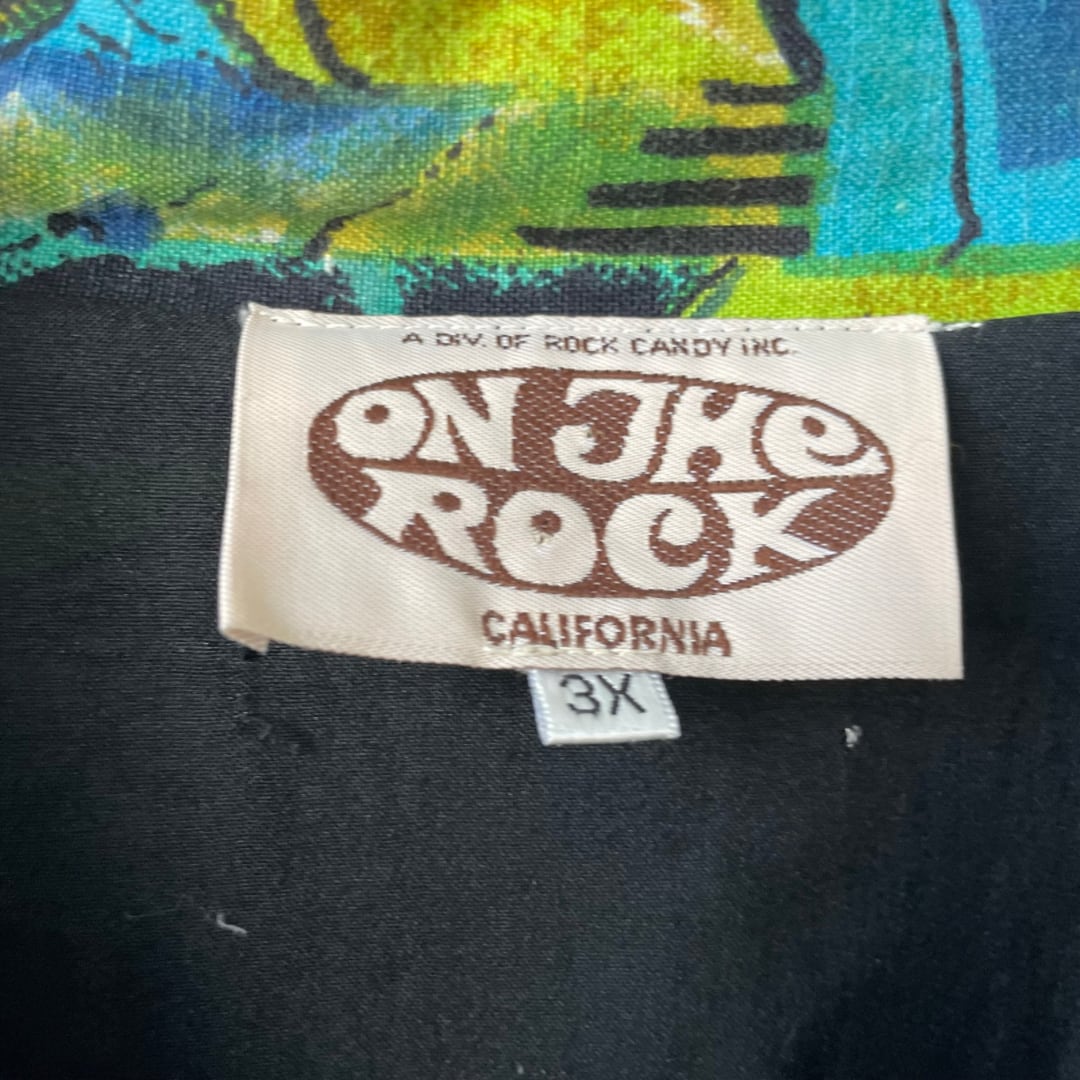 A DIV. OF ROCK CANDY INC.
ON THE
ROCK
CALIFORNIA
3X